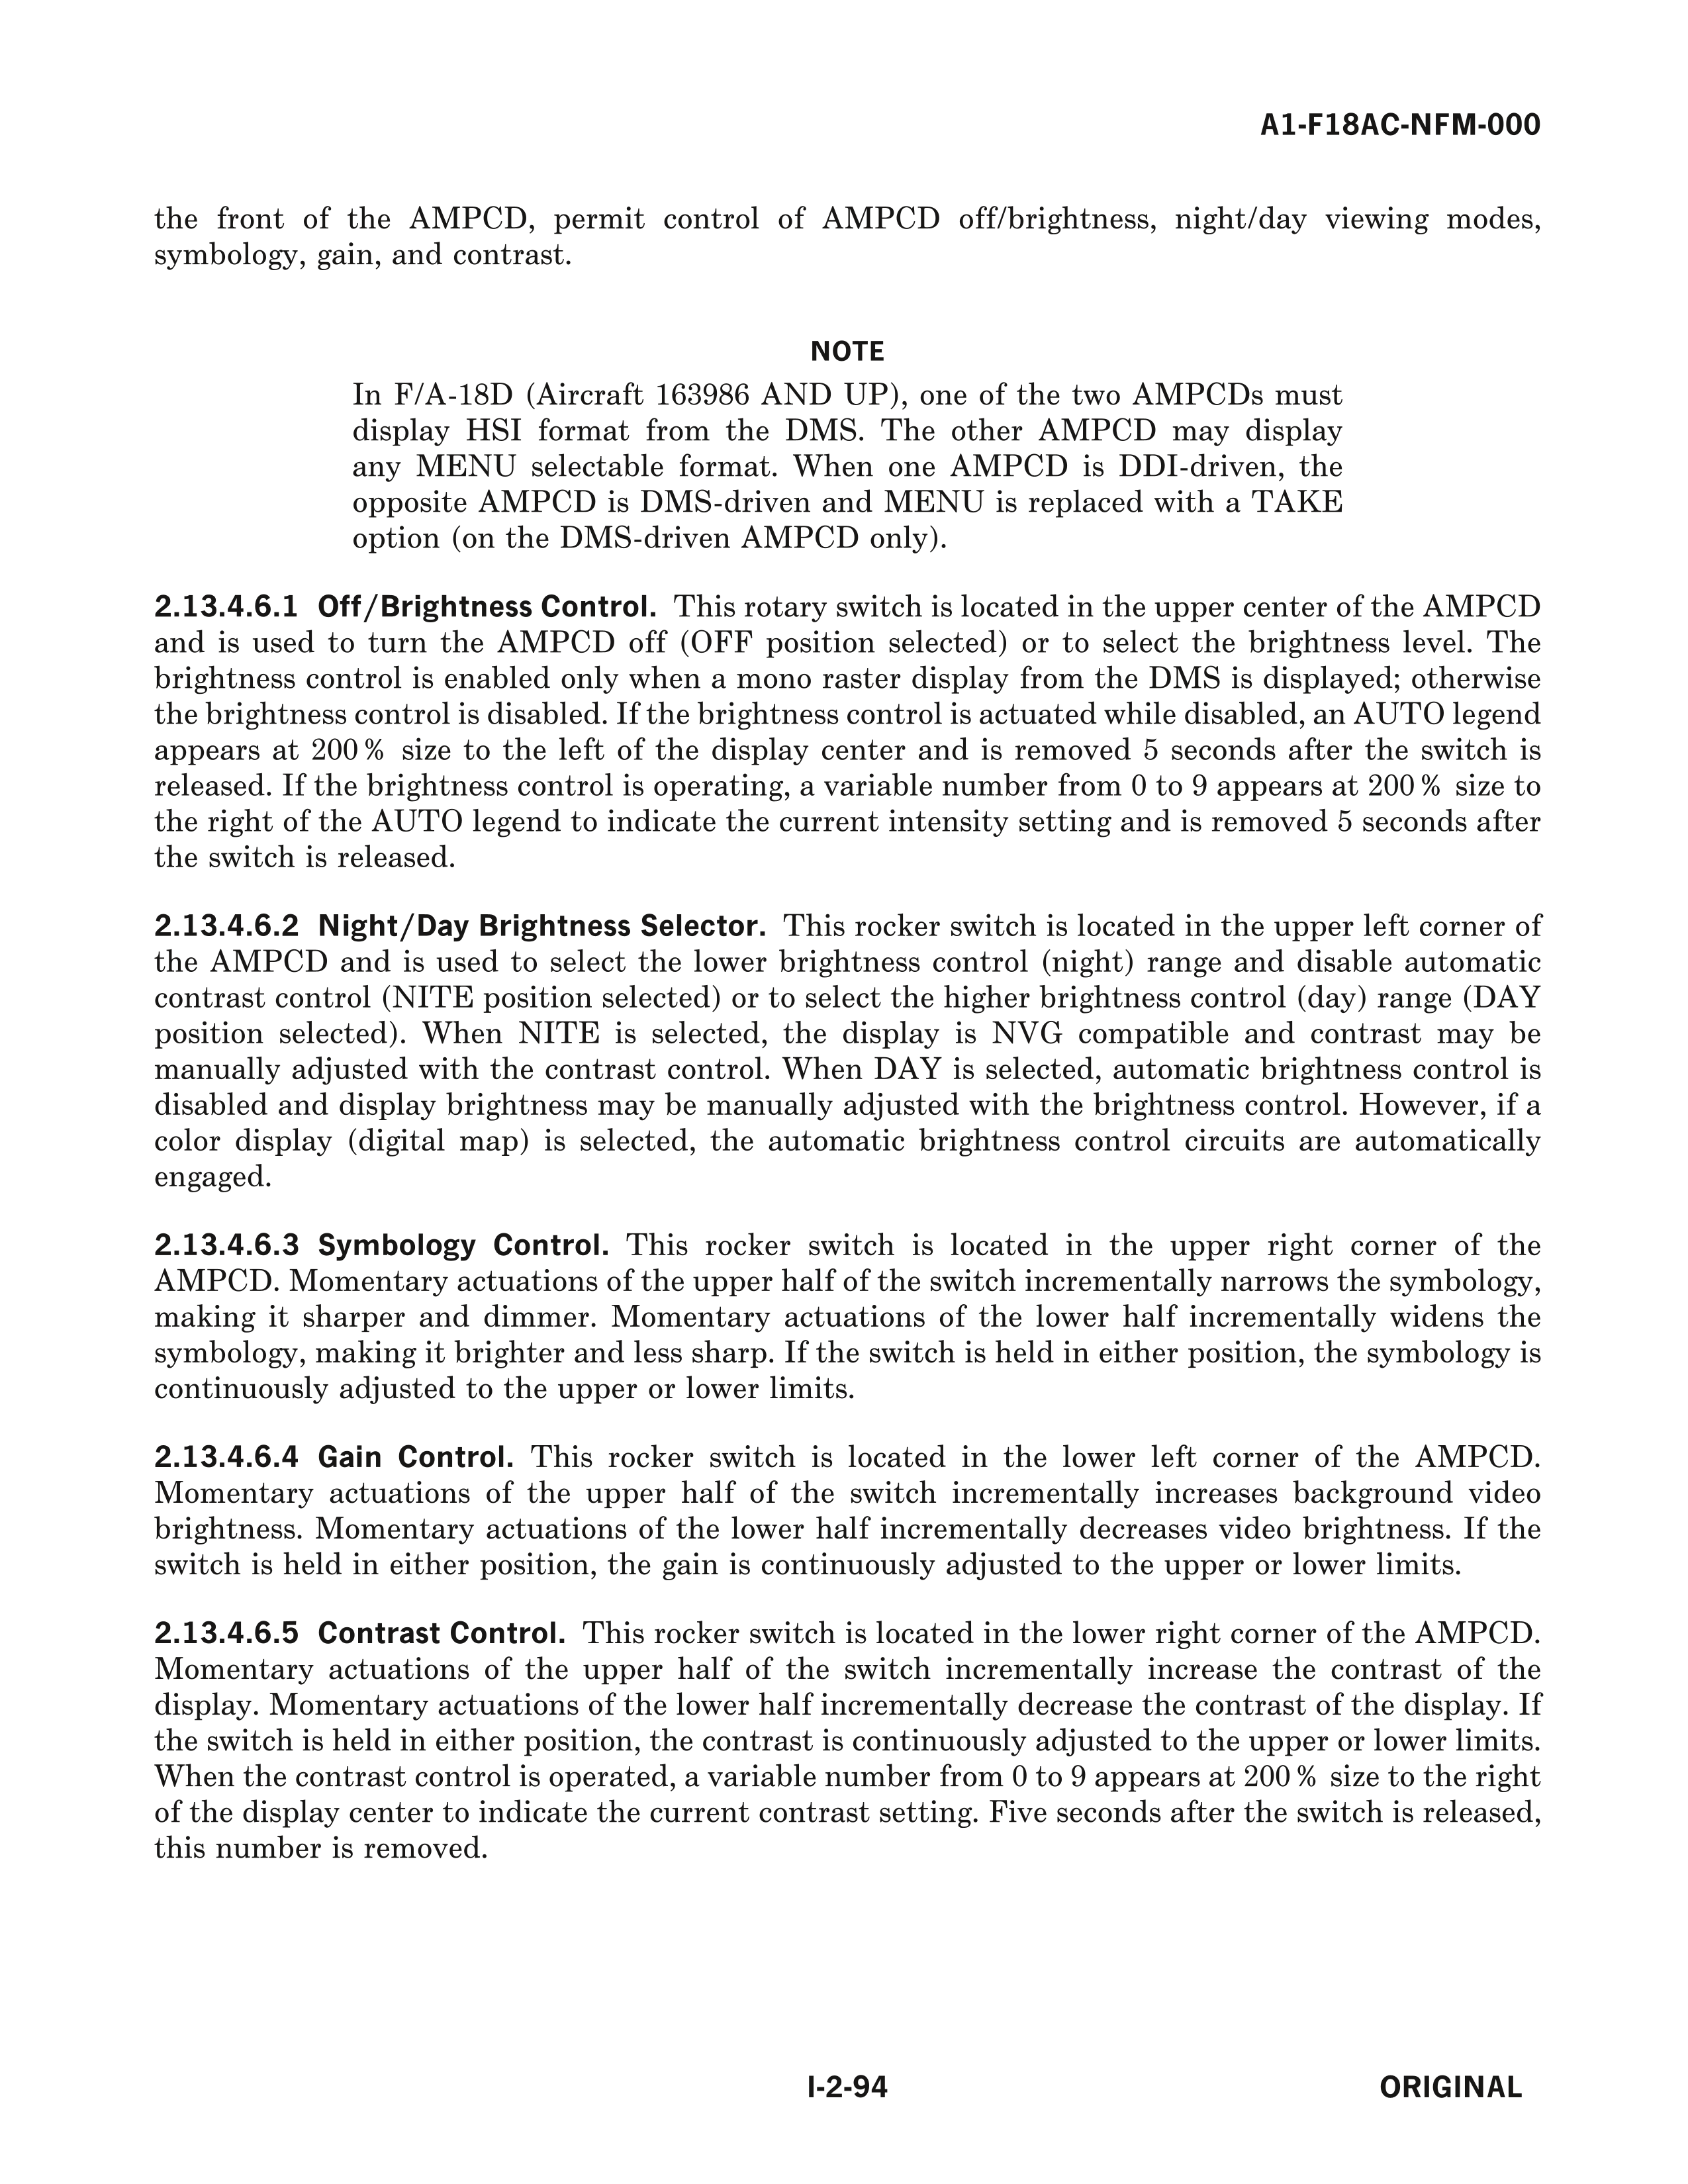 A1-F18AC-NFM-000
the front of the AMPCD, permit control of AMPCD off/brightness, night/day viewing modes,
symbology, gain, and contrast.
NOTE
In F/A-18D (Aircraft 163986 AND UP), one of the two AMPCDs must
display HSI format from the DMS. The other AMPCD may display
any MENU selectable format. When one AMPCD is DDI-driven, the
opposite AMPCD is DMS-driven and MENU is replaced with a TAKE
option (on the DMS-driven AMPCD only).
2.13.4.6.1 Off/Brightness Control. This rotary switch is located in the upper center of the AMPCD
and is used to turn the AMPCD off (OFF position selected) or to select the brightness level. The
brightness control is enabled only when a mono raster display from the DMS is displayed; otherwise
the brightness control is disabled. If the brightness control is actuated while disabled, an AUTO legend
appears at 200% size to the left of the display center and is removed 5 seconds after the switch is
released. If the brightness control is operating, a variable number from 0 to 9 appears at 200% size to
the right of the AUTO legend to indicate the current intensity setting and is removed 5 seconds after
the switch is released.
2.13.4.6.2 Night/Day Brightness Selector. This rocker switch is located in the upper left corner of
the AMPCD and is used to select the lower brightness control (night) range and disable automatic
contrast control (NITE position selected) or to select the higher brightness control (day) range (DAY
position selected). When NITE is selected, the display is NVG compatible and contrast may be
manually adjusted with the contrast control. When DAY is selected, automatic brightness control is
disabled and display brightness may be manually adjusted with the brightness control. However, if a
color display (digital map) is selected, the automatic brightness control circuits are automatically
engaged.
2.13.4.6.3 Symbology Control. This rocker switch is located in the upper right corner of the
AMPCD. Momentary actuations of the upper half of the switch incrementally narrows the symbology,
making it sharper and dimmer. Momentary actuations of the lower half incrementally widens the
symbology, making it brighter and less sharp. If the switch is held in either position, the symbology is
continuously adjusted to the upper or lower limits.
2.13.4.6.4 Gain Control. This rocker switch is located in the lower left corner of the AMPCD.
Momentary actuations of the upper half of the switch incrementally increases background video
brightness. Momentary actuations of the lower half incrementally decreases video brightness. If the
switch is held in either position, the gain is continuously adjusted to the upper or lower limits.
2.13.4.6.5 Contrast Control. This rocker switch is located in the lower right corner of the AMPCD.
Momentary actuations of the upper half of the switch incrementally increase the contrast of the
display. Momentary actuations of the lower half incrementally decrease the contrast of the display. If
the switch is held in either position, the contrast is continuously adjusted to the upper or lower limits.
When the contrast control is operated, a variable number from 0 to 9 appears at 200% size to the right
of the display center to indicate the current contrast setting. Five seconds after the switch is released,
this number is removed.
I-2-94
ORIGINAL